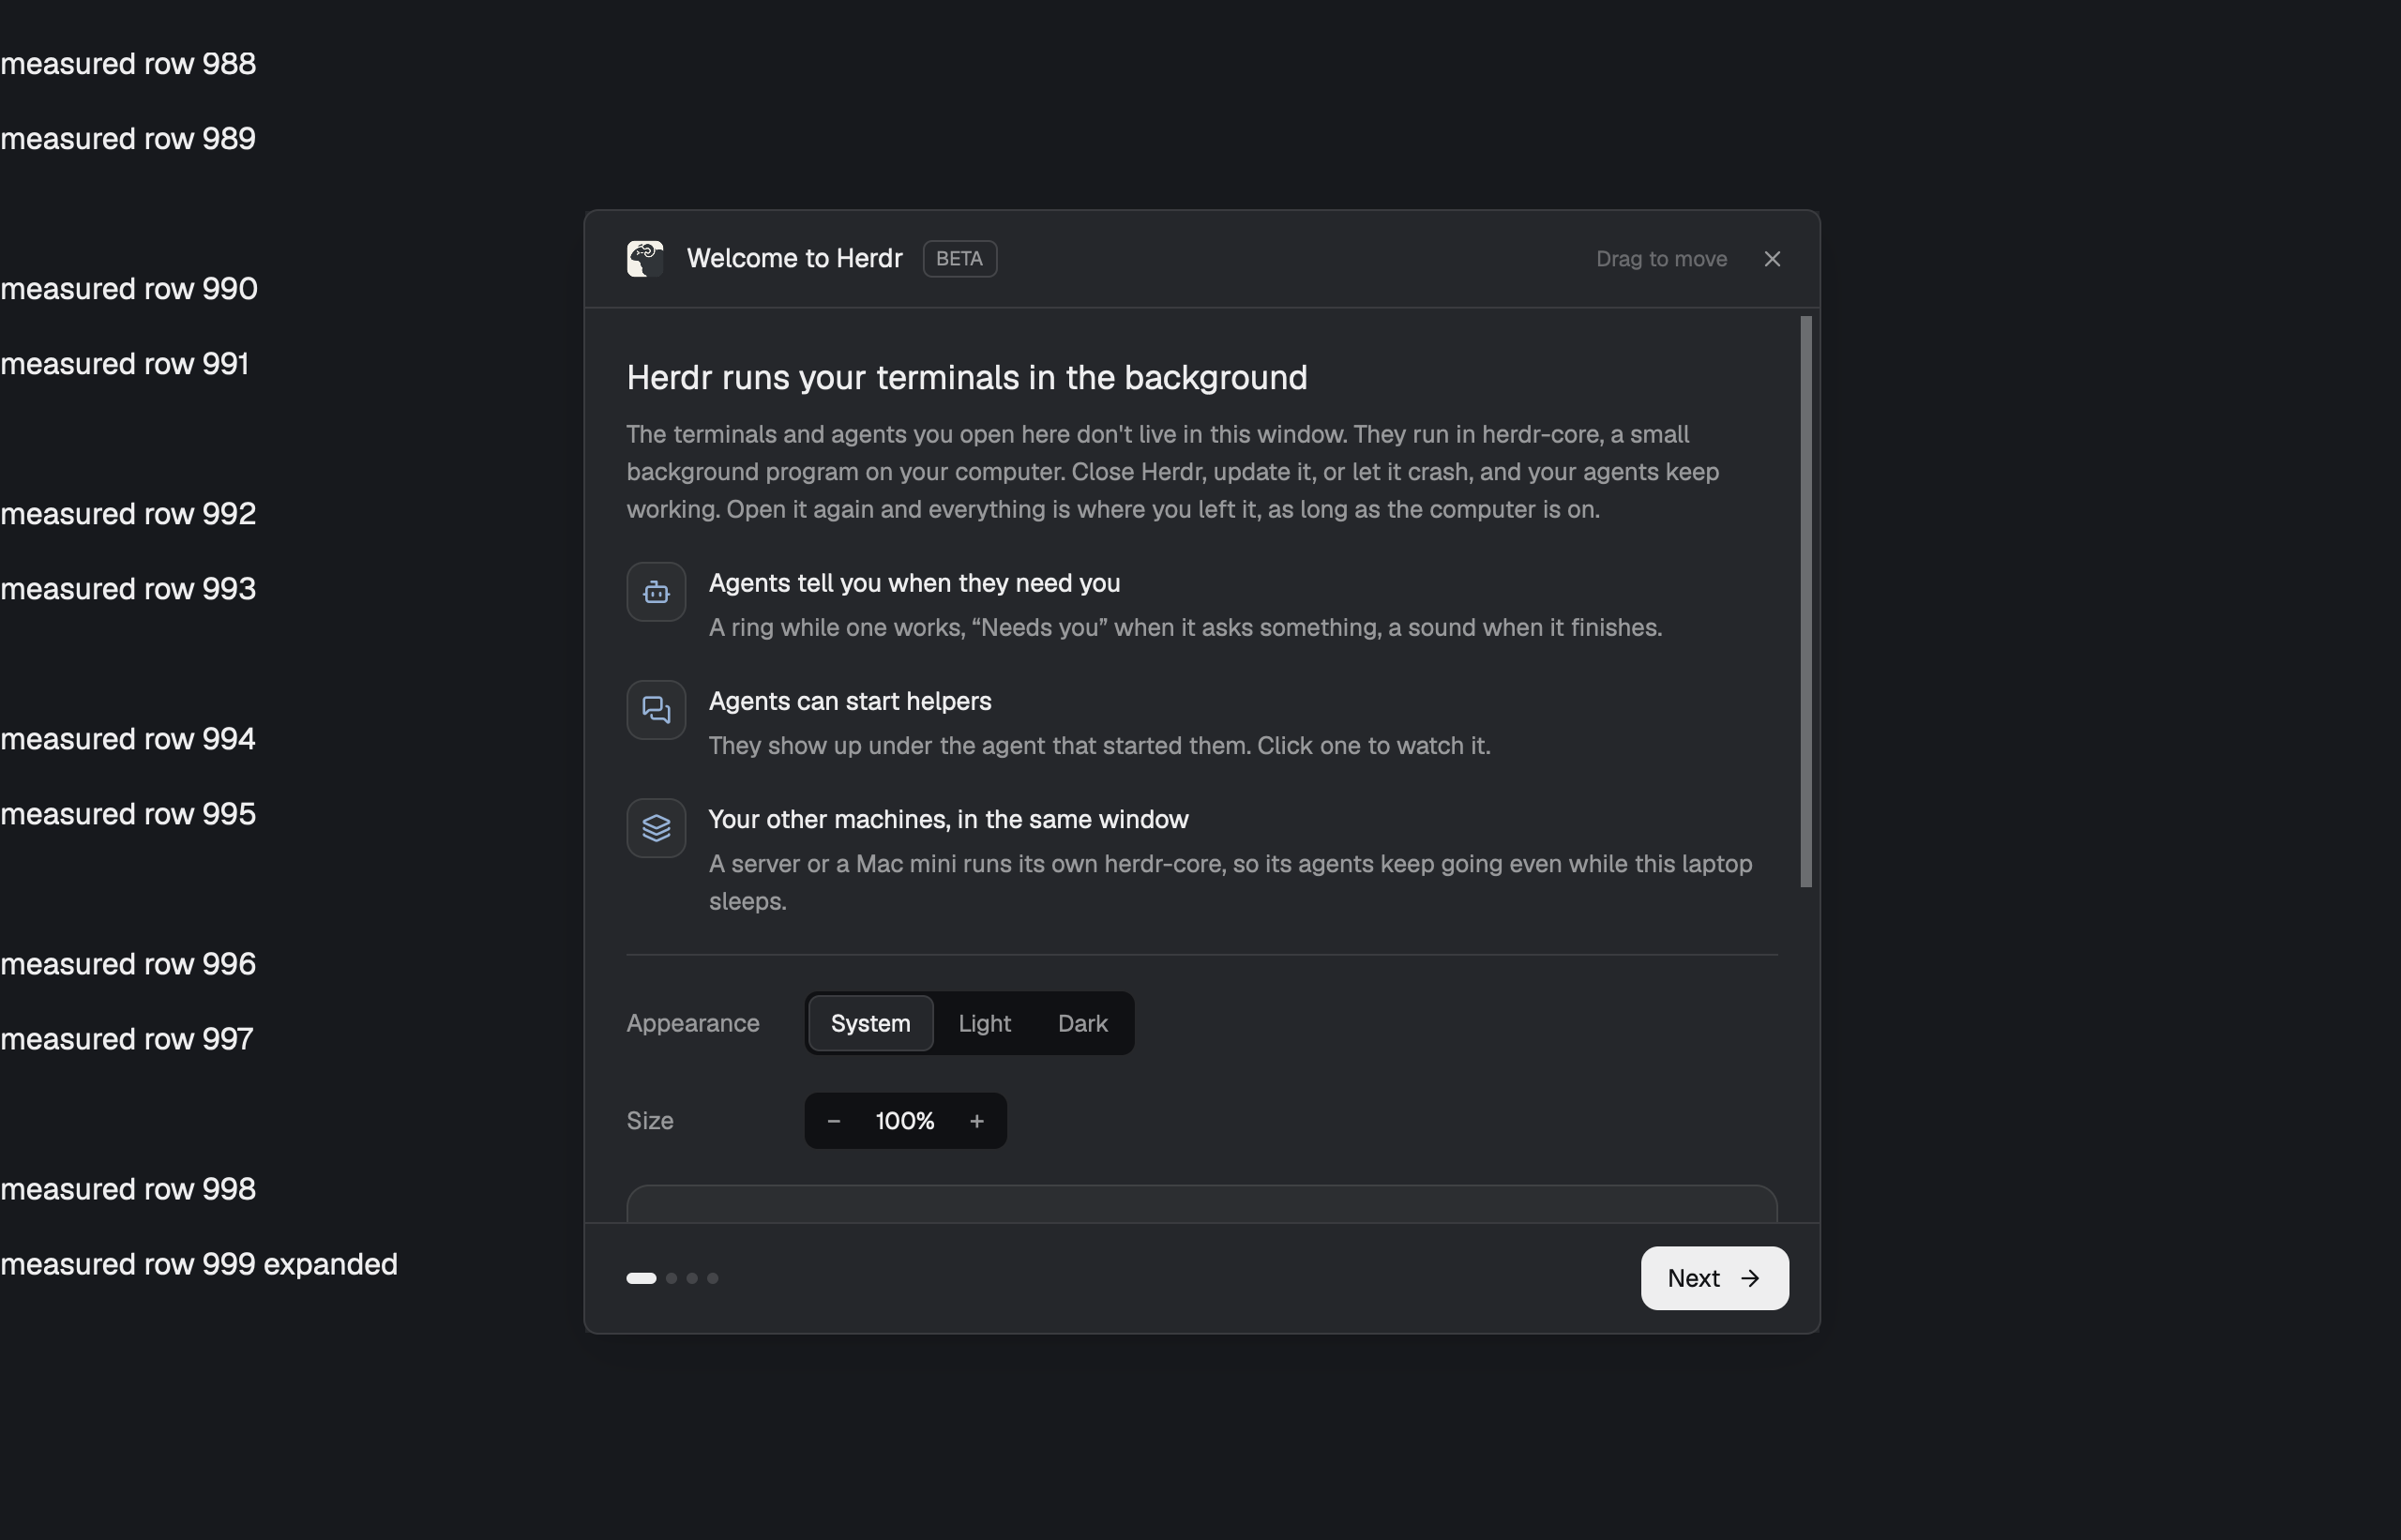 measured row 988
measured row 989
measured row 990
measured row 991
measured row 992
measured row 993
measured row 994
measured row 995
measured row 996
measured row 997
measured row 998
measured row 999 expanded
Welcome to Herdr BETA
Drag to move
Herdr runs your terminals in the background
The terminals and agents you open here don't live in this window. They run in herdr-core, a small
background program on your computer. Close Herdr, update it, or let it crash, and your agents keep
working. Open it again and everything is where you left it, as long as the computer is on.
Agents tell you when they need you
A ring while one works, “Needs you” when it asks something, a sound when it finishes.
Agents can start helpers
They show up under the agent that started them. Click one to watch it.
Your other machines, in the same window
A server or a Mac mini runs its own herdr-core, so its agents keep going even while this laptop
sleeps.
Appearance System Light Dark
Size − 100% +
Next →